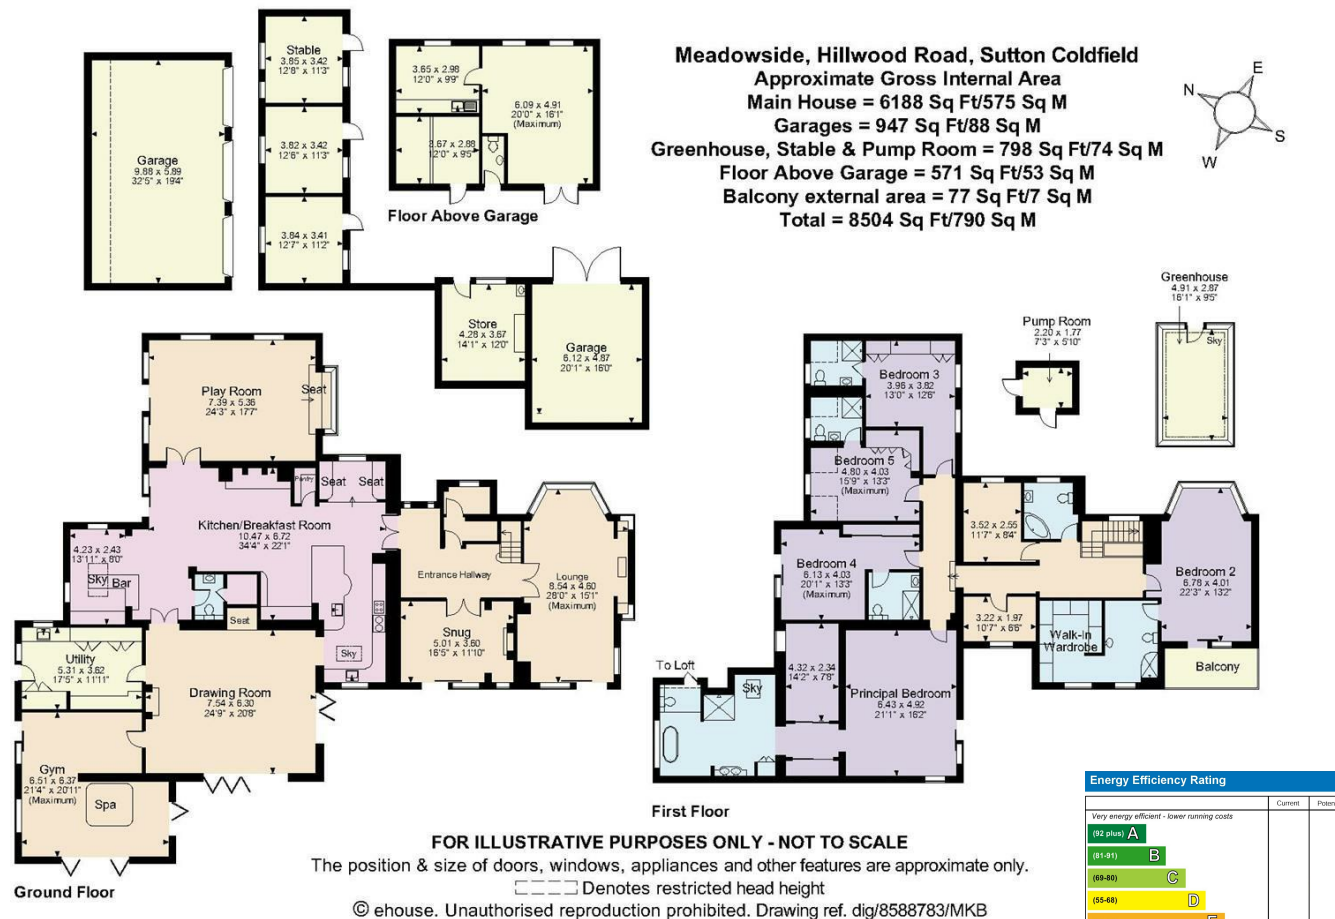 Meadowside, Hillwood Road, Sutton Coldfield
Approximate Gross Internal Area
Main House = 6188 Sq Ft/575 Sq M
Garages = 947 Sq Ft/88 Sq M
Greenhouse, Stable & Pump Room = 798 Sq Ft/74 Sq M
Floor Above Garage = 571 Sq Ft/53 Sq M
Balcony external area = 77 Sq Ft/7 Sq M
Total = 8504 Sq Ft/790 Sq M
N
E
S
W
Garage
9.88 x 5.89
32'5" x 19'4"
Stable
3.85 x 3.42
12'8" x 11'3"
3.82 x 3.42
12'6" x 11'3"
3.84 x 3.41
12'7" x 11'2"
3.65 x 2.98
12'0" x 9'9"
6.09 x 4.91
20'0" x 16'1"
(Maximum)
3.67 x 2.88
12'0" x 9'5"
Floor Above Garage
Store
4.28 x 3.67
14'1" x 12'0"
Garage
6.12 x 4.87
20'1" x 16'0"
Greenhouse
4.91 x 2.87
16'1" x 9'5"
Sky
Pump Room
2.20 x 1.77
7'3" x 5'10"
Play Room
7.39 x 5.36
24'3" x 17'7"
Seat
Pantry
Seat
Seat
Kitchen/Breakfast Room
10.47 x 6.72
34'4" x 22'1"
4.23 x 2.43
13'11" x 8'0"
Sky
Bar
Seat
Sky
Entrance Hallway
Lounge
8.54 x 4.60
28'0" x 15'1"
(Maximum)
Snug
5.01 x 3.60
16'5" x 11'10"
Utility
5.31 x 3.62
17'5" x 11'11"
Drawing Room
7.54 x 6.30
24'9" x 20'8"
Gym
6.51 x 6.37
21'4" x 20'11"
(Maximum)
Spa
Ground Floor
Bedroom 3
3.96 x 3.82
13'0" x 12'6"
Bedroom 5
4.80 x 4.03
15'9" x 13'3"
(Maximum)
Bedroom 4
6.13 x 4.03
20'1" x 13'3"
(Maximum)
3.52 x 2.55
11'7" x 8'4"
Bedroom 2
6.78 x 4.01
22'3" x 13'2"
3.22 x 1.97
10'7" x 6'6"
Walk-In
Wardrobe
Balcony
To Loft
Sky
4.32 x 2.34
14'2" x 7'8"
Principal Bedroom
6.43 x 4.92
21'1" x 16'2"
First Floor
FOR ILLUSTRATIVE PURPOSES ONLY - NOT TO SCALE
The position & size of doors, windows, appliances and other features are approximate only.
Denotes restricted head height
© ehouse. Unauthorised reproduction prohibited. Drawing ref. dig/8588783/MKB
Energy Efficiency Rating
Current
Poten
Very energy efficient - lower running costs
(92 plus) A
(81-91) B
(69-80) C
(55-68) D